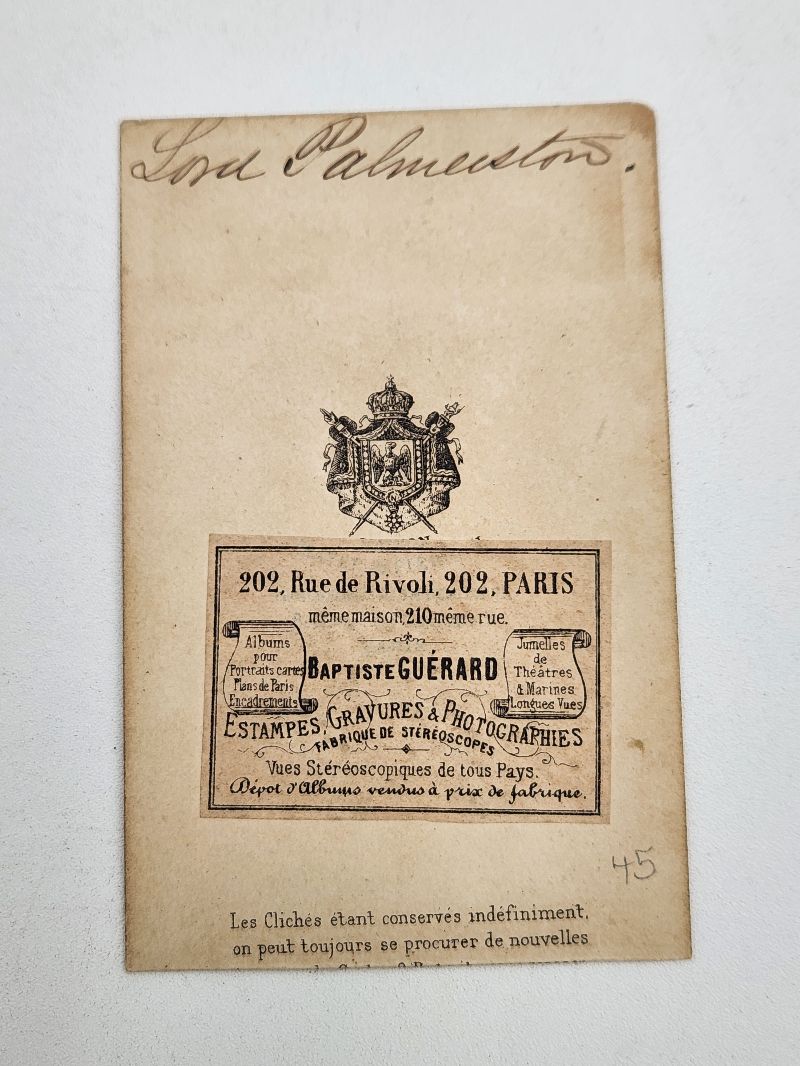 Lord Palmerston.
202, Rue de Rivoli, 202, PARIS
même maison, 210 même rue.
Albums
pour
Portraits cartes
Plans de Paris
Encadrements
BAPTISTE GUÉRARD
Jumelles
de
Théâtres
& Marines
Longues Vues
ESTAMPES, GRAVURES & PHOTOGRAPHIES
FABRIQUE DE STÉRÉOSCOPES
Vues Stéréoscopiques de tous Pays.
Dépot d'Albums vendus à prix de fabrique.
45
Les Clichés étant conservés indéfiniment,
on peut toujours se procurer de nouvelles